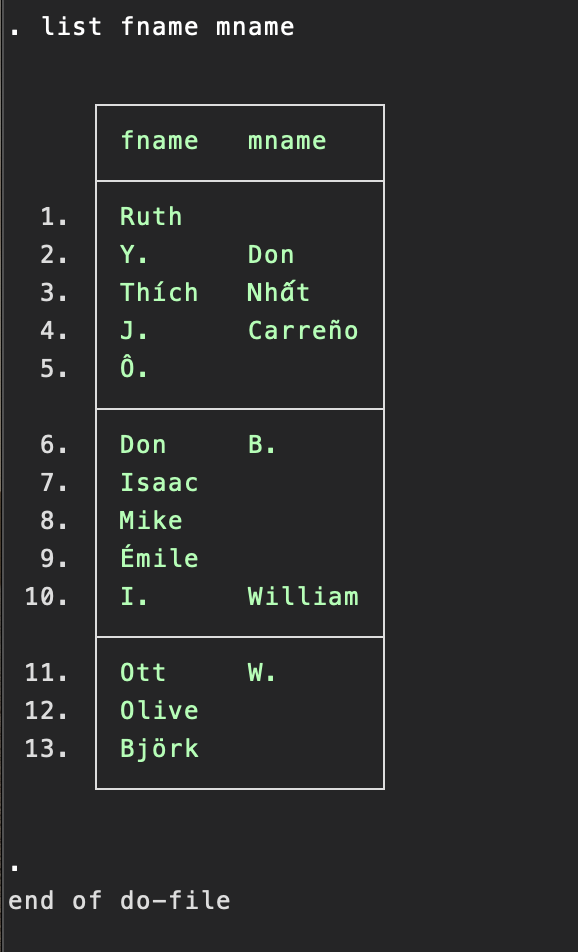 . list fname mname
fname mname
1. Ruth
2. Y. Don
3. Thích Nhất
4. J. Carreño
5. Ô.
6. Don B.
7. Isaac
8. Mike
9. Émile
10. I. William
11. Ott W.
12. Olive
13. Björk
.
end of do-file